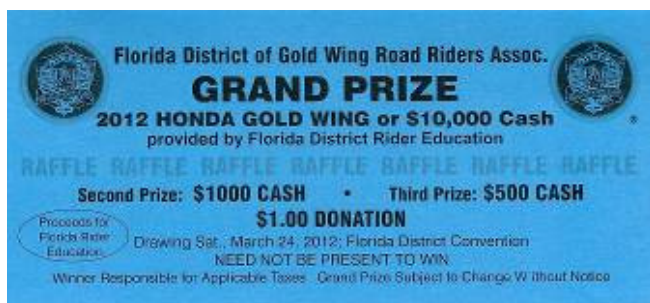 Florida District of Gold Wing Road Riders Assoc.
GRAND PRIZE
2012 HONDA GOLD WING or $10,000 Cash
provided by Florida District Rider Education
RAFFLE RAFFLE RAFFLE RAFFLE RAFFLE RAFFLE RAFFLE
Second Prize: $1000 CASH • Third Prize: $500 CASH
$1.00 DONATION
Proceeds for
Florida Rider
Education.
Drawing Sat., March 24, 2012; Florida District Convention
NEED NOT BE PRESENT TO WIN
Winner Responsible for Applicable Taxes Grand Prize Subject to Change Without Notice